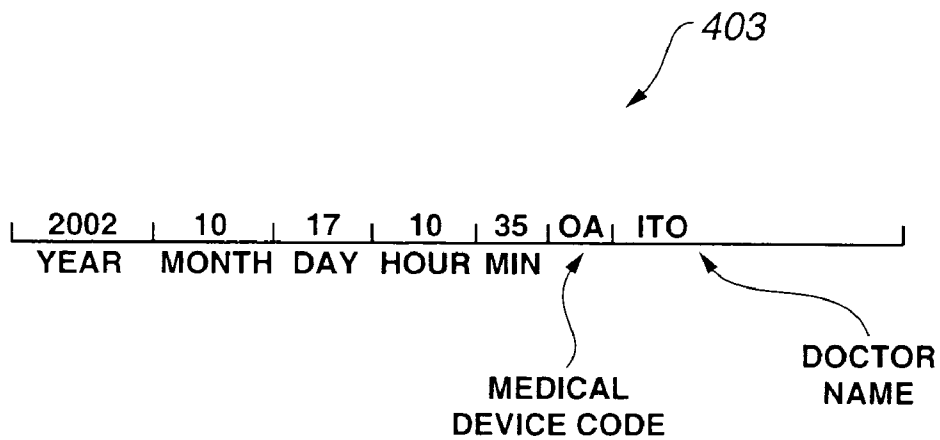 403
2002 10 17 10 35 OA ITO
YEAR MONTH DAY HOUR MIN
DOCTOR
NAME
MEDICAL
DEVICE CODE